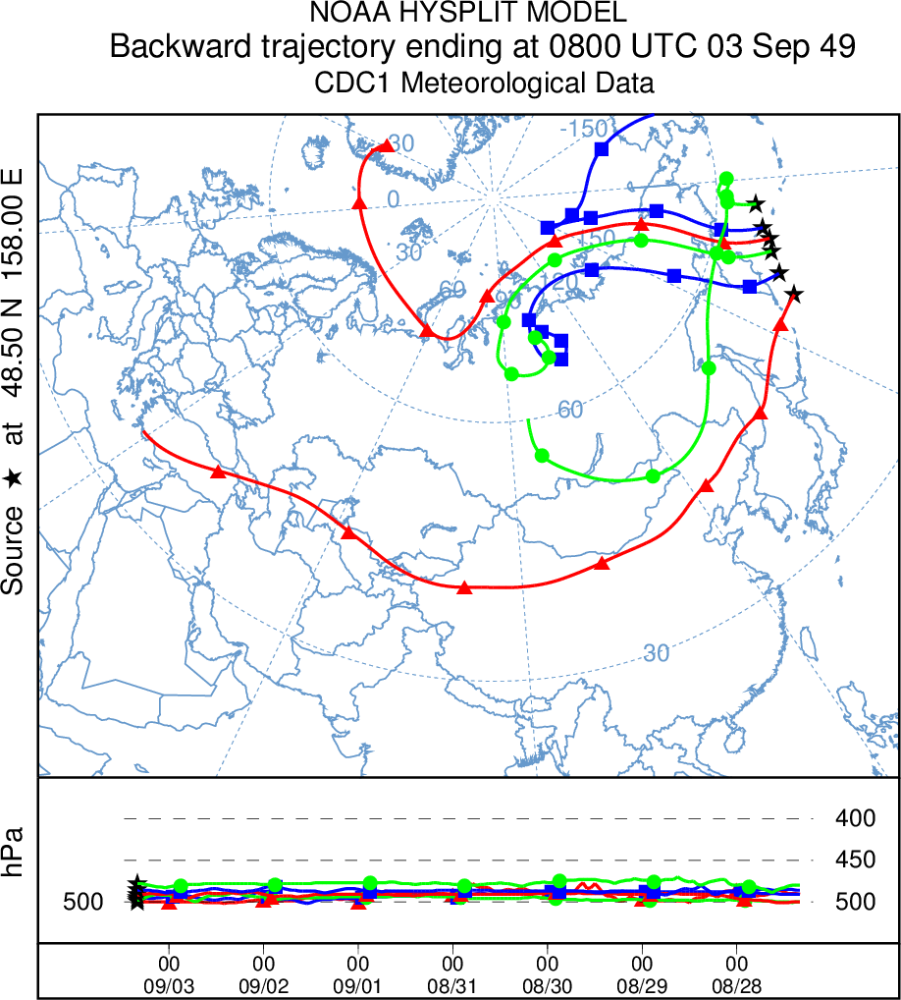 NOAA HYSPLIT MODEL
Backward trajectory ending at 0800 UTC 03 Sep 49
CDC1 Meteorological Data
Source ★ at 48.50 N 158.00 E
-150
30
0
30
-150
60
90
120
60
30
hPa
400
450
500
500
00 00 00 00 00 00 00
09/03 09/02 09/01 08/31 08/30 08/29 08/28